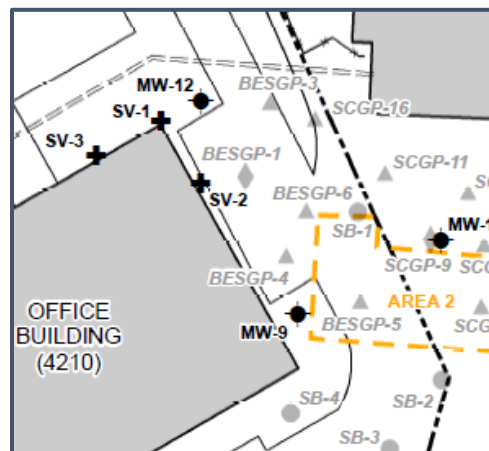 BESGP-3
MW-12
SV-1
SCGP-16
SV-3
BESGP-1
SCGP-11
SV-2
BESGP-6
SB-1
MW-1
SCGP-9
BESGP-4
AREA 2
OFFICE
BUILDING
(4210)
MW-9
BESGP-5
SCG
SB-2
SB-4
SB-3